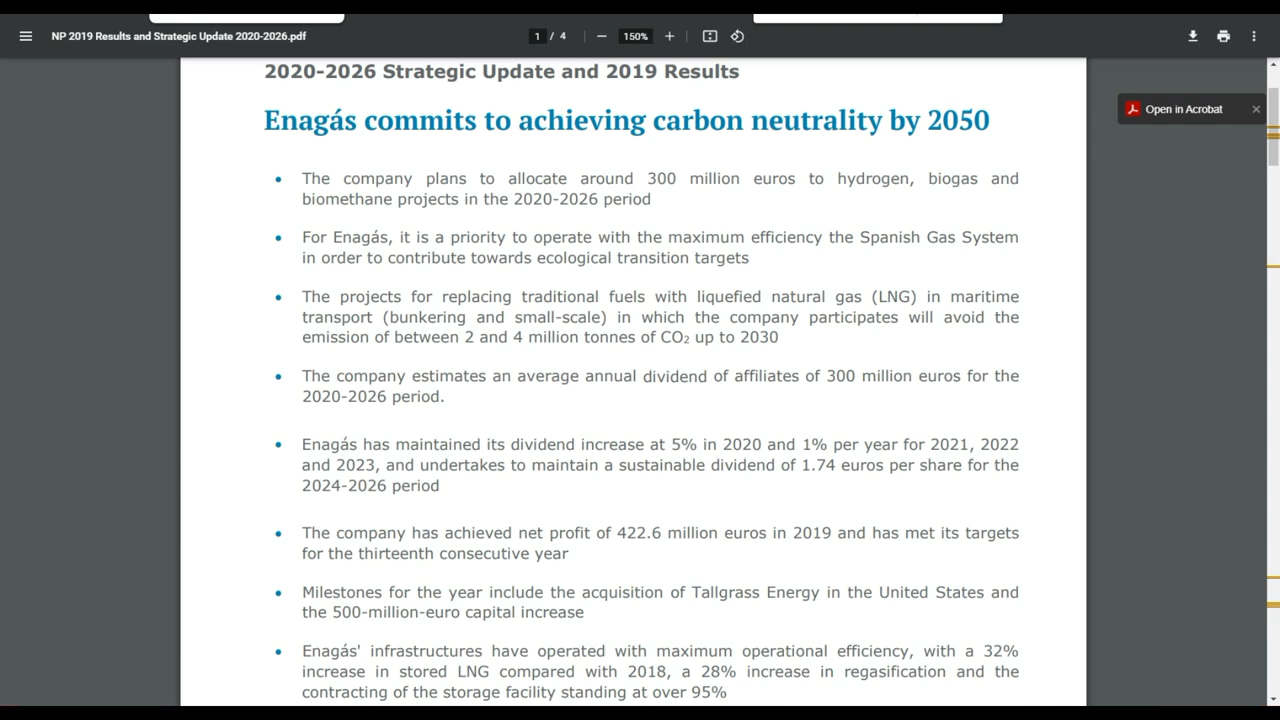 NP 2019 Results and Strategic Update 2020-2026.pdf
1 / 4
150%
Open in Acrobat
2020-2026 Strategic Update and 2019 Results
Enagás commits to achieving carbon neutrality by 2050
• The company plans to allocate around 300 million euros to hydrogen, biogas and
biomethane projects in the 2020-2026 period
• For Enagás, it is a priority to operate with the maximum efficiency the Spanish Gas System
in order to contribute towards ecological transition targets
• The projects for replacing traditional fuels with liquefied natural gas (LNG) in maritime
transport (bunkering and small-scale) in which the company participates will avoid the
emission of between 2 and 4 million tonnes of CO₂ up to 2030
• The company estimates an average annual dividend of affiliates of 300 million euros for the
2020-2026 period.
• Enagás has maintained its dividend increase at 5% in 2020 and 1% per year for 2021, 2022
and 2023, and undertakes to maintain a sustainable dividend of 1.74 euros per share for the
2024-2026 period
• The company has achieved net profit of 422.6 million euros in 2019 and has met its targets
for the thirteenth consecutive year
• Milestones for the year include the acquisition of Tallgrass Energy in the United States and
the 500-million-euro capital increase
• Enagás' infrastructures have operated with maximum operational efficiency, with a 32%
increase in stored LNG compared with 2018, a 28% increase in regasification and the
contracting of the storage facility standing at over 95%